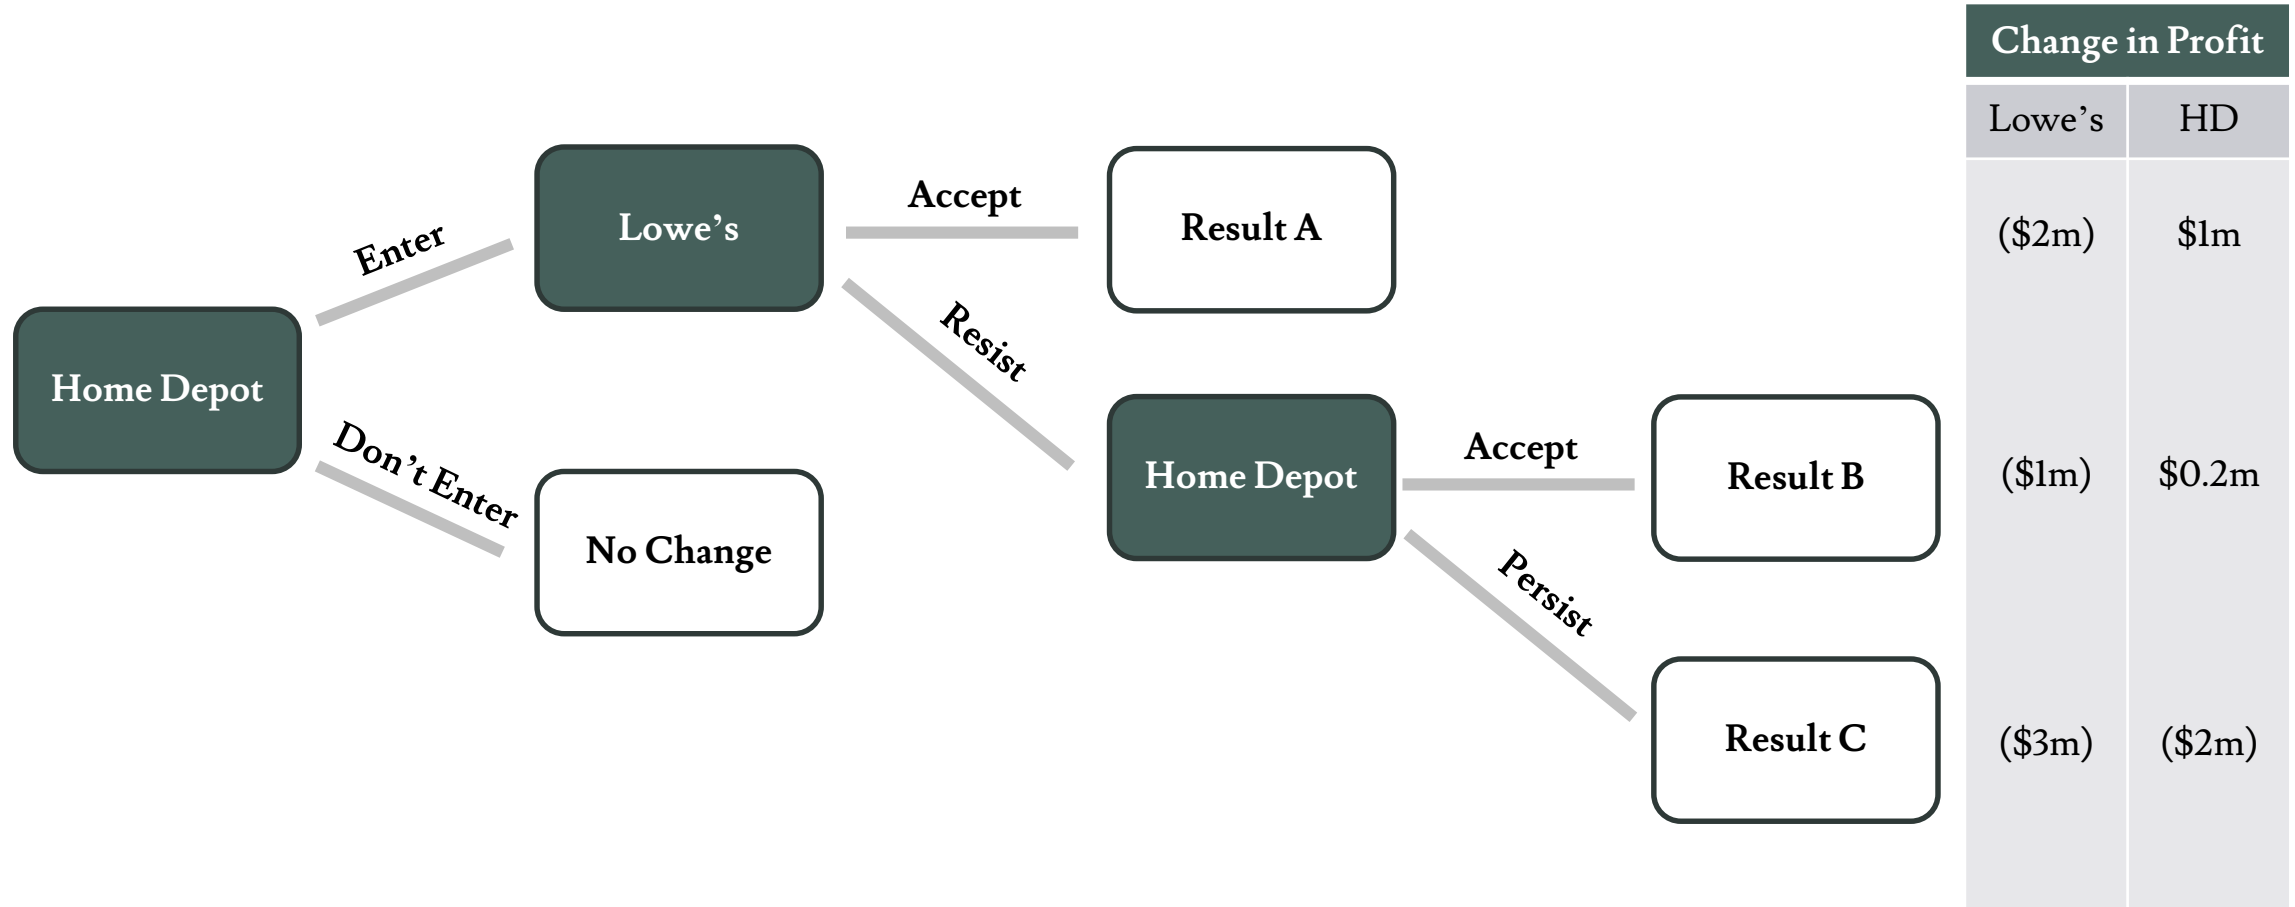 Change in Profit
Lowe's HD
Home Depot
Enter
Don't Enter
Lowe's
No Change
Accept
Resist
Result A
($2m) $1m
Home Depot
Accept
Persist
Result B
($1m) $0.2m
Result C
($3m) ($2m)